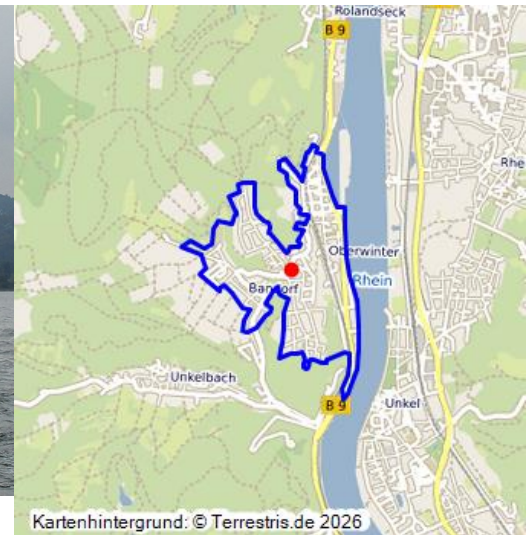 Rolandseck
B 9
Rhe
Oberwinter
Rhein
Bandorf
Unkelbach
Unkel
B 9
Kartenhintergrund: © Terrestris.de 2026